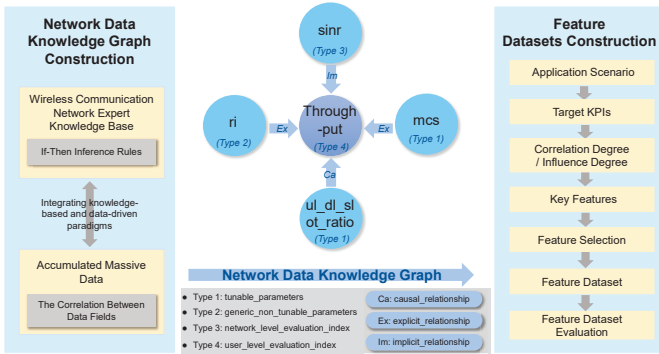 Network Data
Knowledge Graph
Construction
Wireless Communication
Network Expert
Knowledge Base
If-Then Inference Rules
Integrating knowledge-
based and data-driven
paradigms
Accumulated Massive
Data
The Correlation Between
Data Fields
sinr
(Type 3)
Im
ri
(Type 2)
Ex
Through
-put
(Type 4)
Ex
mcs
(Type 1)
Ca
ul_dl_sl
ot_ratio
(Type 1)
Network Data Knowledge Graph
Type 1: tunable_parameters
Type 2: generic_non_tunable_parameters
Type 3: network_level_evaluation_index
Type 4: user_level_evaluation_index
Ca: causal_relationship
Ex: explicit_relationship
Im: implicit_relationship
Feature
Datasets Construction
Application Scenario
Target KPIs
Correlation Degree
/ Influence Degree
Key Features
Feature Selection
Feature Dataset
Feature Dataset
Evaluation